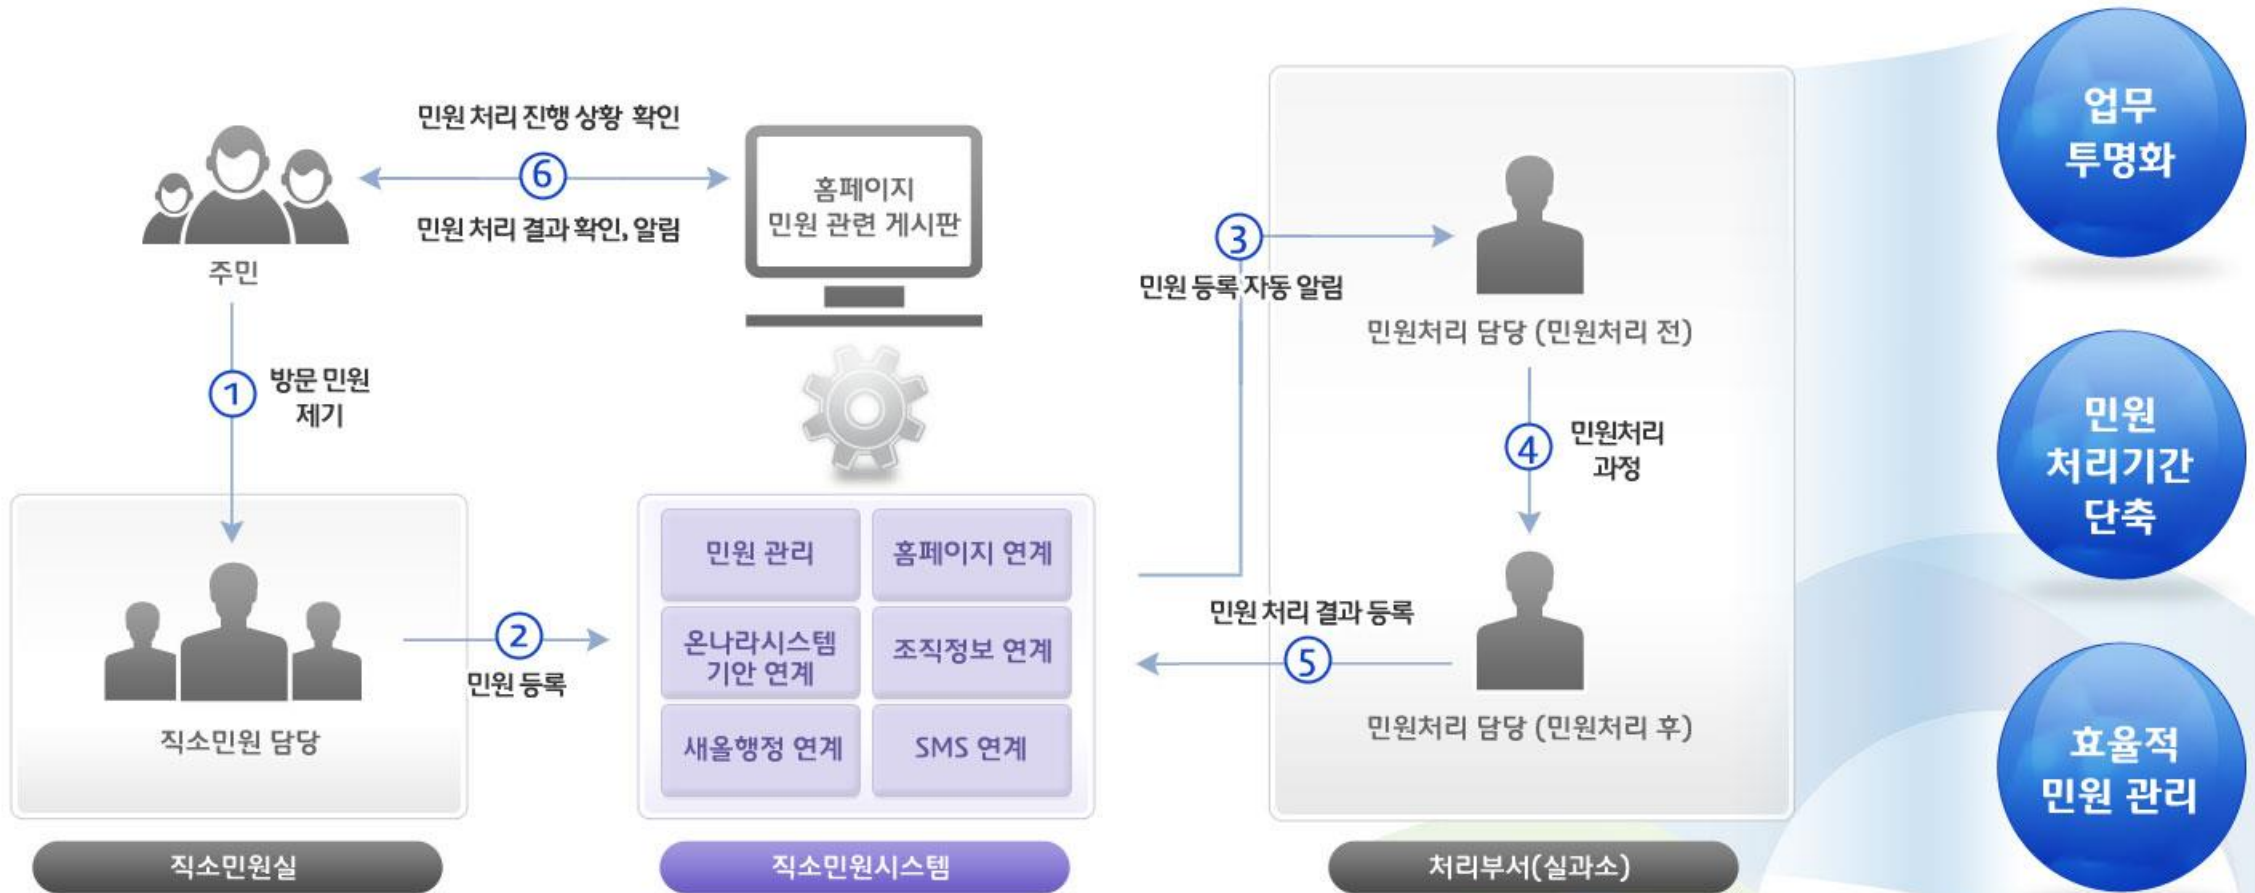 민원 처리 진행 상황 확인
6
민원 처리 결과 확인, 알림
주민
홈페이지
민원 관련 게시판
1
방문 민원
제기
직소민원 담당
직소민원실
2
민원 등록
민원 관리
홈페이지 연계
온나라시스템
기안 연계
조직정보 연계
새올행정 연계
SMS 연계
직소민원시스템
3
민원 등록 자동 알림
민원처리 담당 (민원처리 전)
4
민원처리
과정
민원 처리 결과 등록
5
민원처리 담당 (민원처리 후)
처리부서(실과소)
업무
투명화
민원
처리기간
단축
효율적
민원 관리